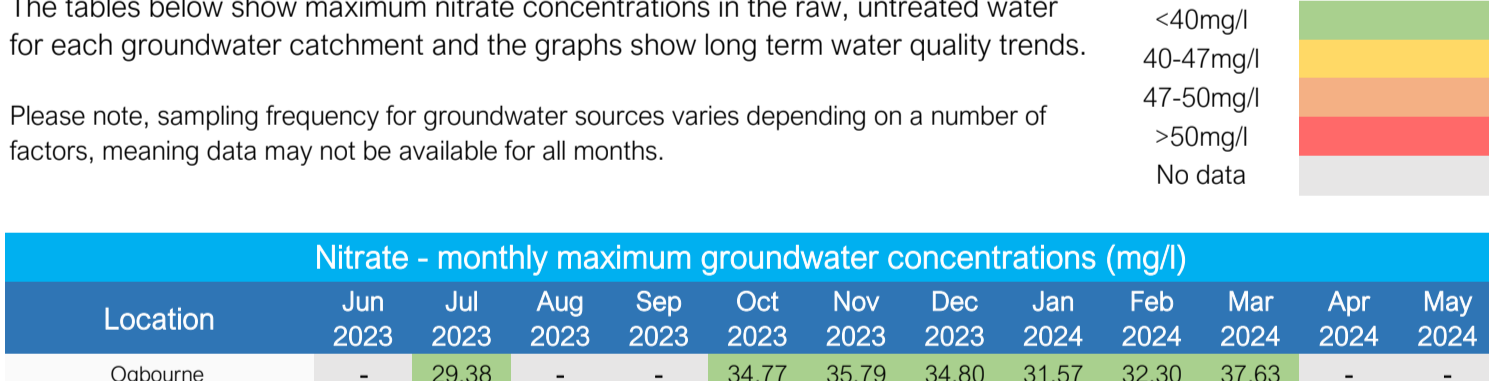 The tables below show maximum nitrate concentrations in the raw, untreated water
for each groundwater catchment and the graphs show long term water quality trends.
Please note, sampling frequency for groundwater sources varies depending on a number of
factors, meaning data may not be available for all months.
<40mg/l
40-47mg/l
47-50mg/l
>50mg/l
No data
Nitrate - monthly maximum groundwater concentrations (mg/l)
Location Jun 2023 Jul 2023 Aug 2023 Sep 2023 Oct 2023 Nov 2023 Dec 2023 Jan 2024 Feb 2024 Mar 2024 Apr 2024 May 2024
Ogbourne - 29.38 - - 34.77 35.79 34.80 31.57 32.30 37.63 - -